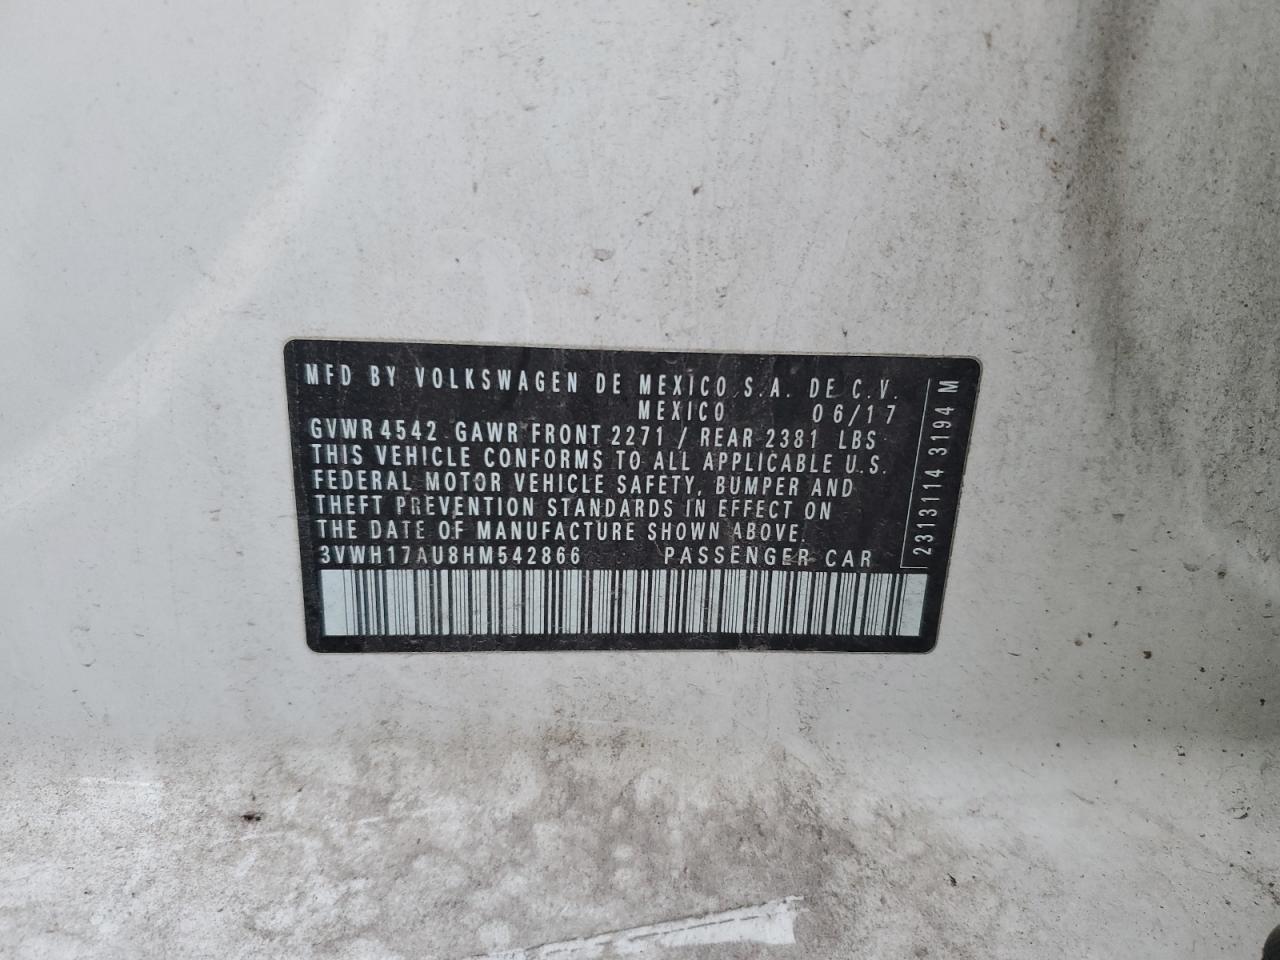 MFD BY VOLKSWAGEN DE MEXICO S.A. DE C.V.
MEXICO 06/17
GVWR 4542 GAWR FRONT 2271 / REAR 2381 LBS
THIS VEHICLE CONFORMS TO ALL APPLICABLE U.S.
FEDERAL MOTOR VEHICLE SAFETY, BUMPER AND
THEFT PREVENTION STANDARDS IN EFFECT ON
THE DATE OF MANUFACTURE SHOWN ABOVE.
3VWH17AU8HM542866 PASSENGER CAR
2313114 3194 M